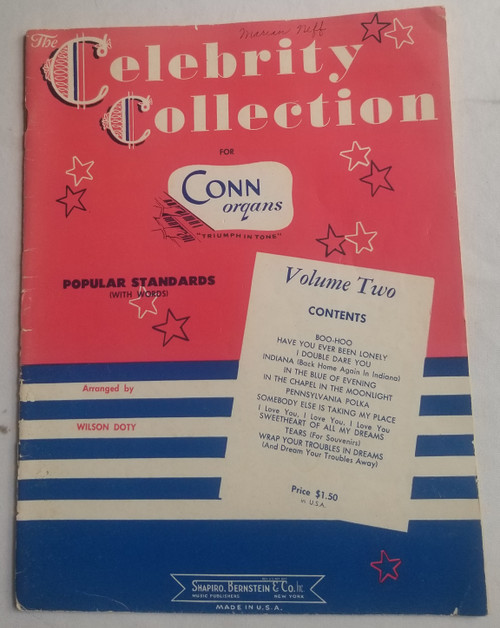 Marian Neff
The
Celebrity
Collection
FOR
CONN
organs
"TRIUMPH IN TONE"
POPULAR STANDARDS
(WITH WORDS)
Volume Two
CONTENTS
BOO-HOO
HAVE YOU EVER BEEN LONELY
I DOUBLE DARE YOU
INDIANA (Back Home Again In Indiana)
IN THE BLUE OF EVENING
IN THE CHAPEL IN THE MOONLIGHT
PENNSYLVANIA POLKA
SOMEBODY ELSE IS TAKING MY PLACE
I Love You, I Love You, I Love You
SWEETHEART OF ALL MY DREAMS
TEARS (For Souvenirs)
WRAP YOUR TROUBLES IN DREAMS
(And Dream Your Troubles Away)
Price $1.50
in U.S.A.
Arranged by
WILSON DOTY
SHAPIRO, BERNSTEIN & CO. INC.
MUSIC PUBLISHERS NEW YORK
MADE IN U.S.A.